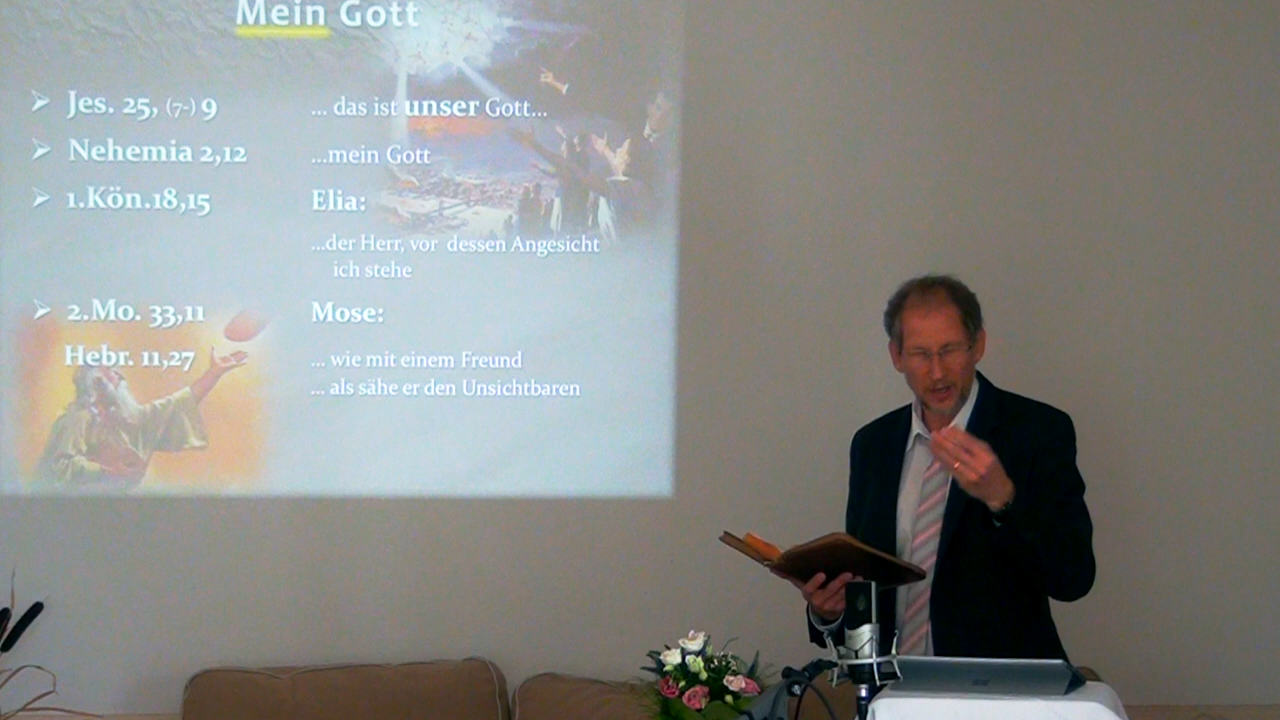 Mein Gott
Jes. 25, (7-) 9 ... das ist unser Gott...
Nehemia 2,12 ...mein Gott
1.Kön.18,15 Elia:
...der Herr, vor dessen Angesicht
ich stehe
2.Mo. 33,11 Mose:
Hebr. 11,27 ... wie mit einem Freund
... als sähe er den Unsichtbaren